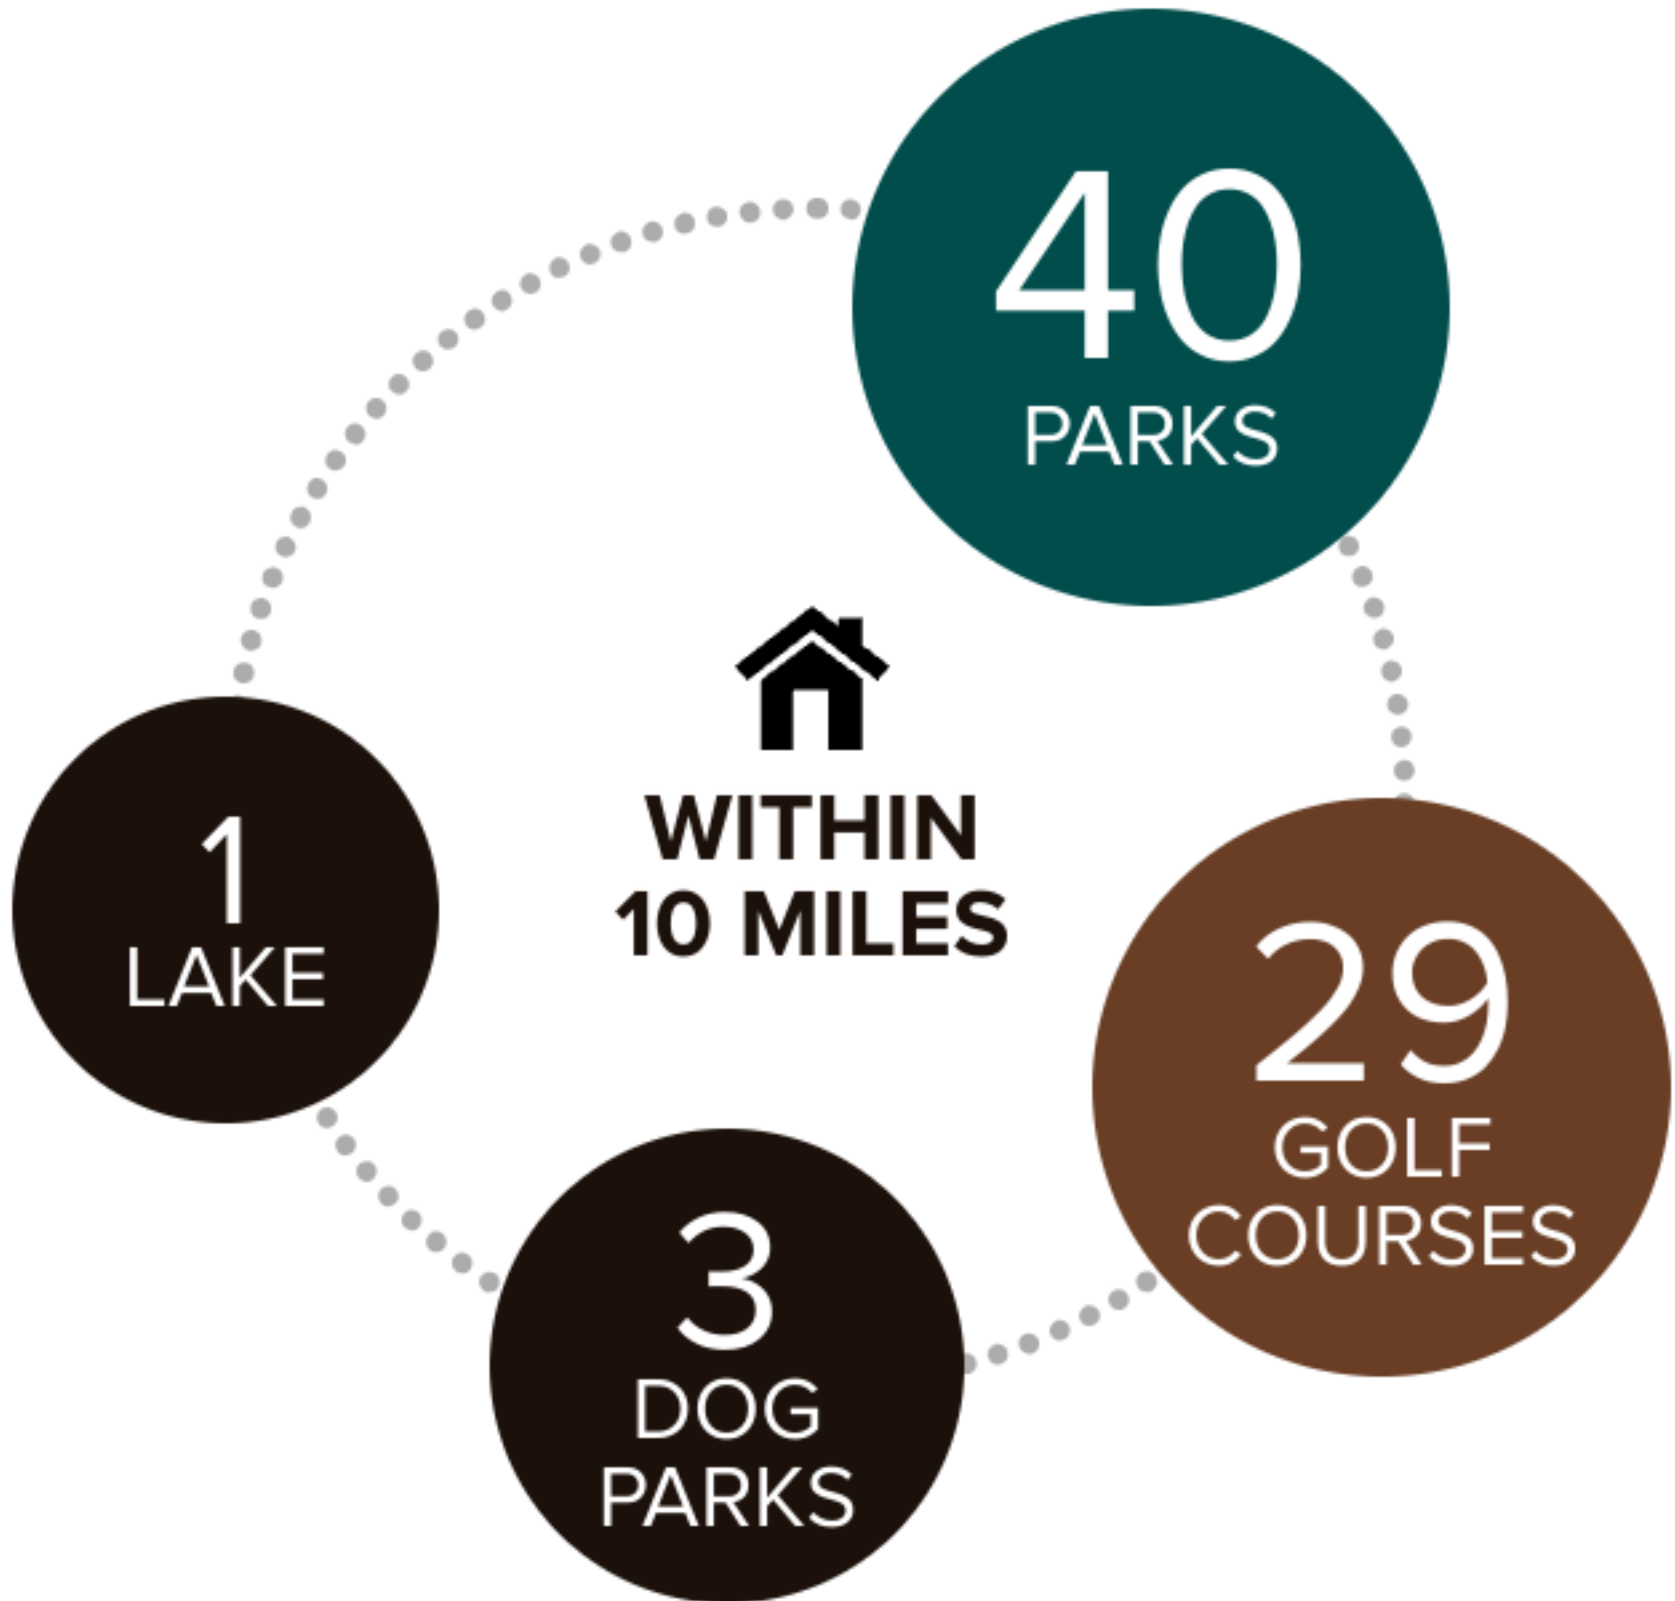 40
PARKS
WITHIN
10 MILES
1
LAKE
29
GOLF
COURSES
3
DOG
PARKS